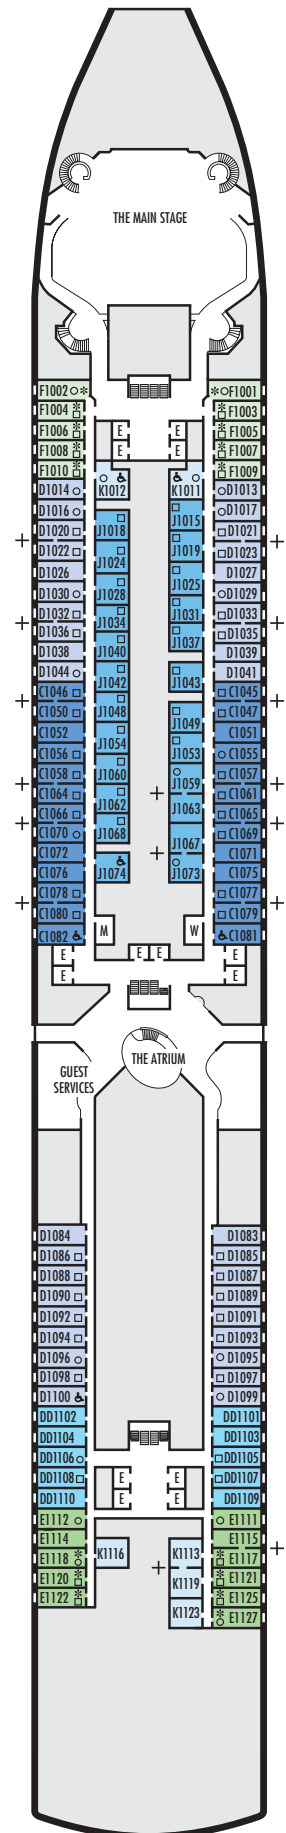 THE MAIN STAGE
F1002
F1001
F1004
F1003
F1006
E
F1005
F1008
E
F1007
F1010
F1009
D1014
K1012
K1011
D1013
D1016
J1015
D1017
D1020
J1018
D1021
D1022
J1019
D1023
D1026
J1024
J1025
D1027
D1030
J1028
D1029
D1032
J1034
J1031
D1033
D1036
J1037
D1035
D1038
J1040
D1039
D1044
J1042
J1043
D1041
C1046
C1045
C1050
J1048
J1049
C1047
C1052
C1051
C1056
J1054
J1053
C1055
C1058
J1060
J1059
C1057
C1064
J1062
J1063
C1061
C1066
C1065
C1070
J1068
C1069
C1072
J1067
C1071
C1076
J1074
J1073
C1075
C1078
C1077
C1080
C1079
C1082
M
W
C1081
E
E
E
E
E
E
E
E
THE ATRIUM
GUEST
SERVICES
D1084
D1083
D1086
D1085
D1088
D1087
D1090
D1089
D1092
D1091
D1094
D1093
D1096
D1095
D1098
D1097
D1100
D1099
DD1102
DD1101
DD1104
DD1103
DD1106
DD1105
DD1108
E
E
DD1107
DD1110
E
E
DD1109
E1112
E1111
E1114
E1115
E1118
K1116
K1113
E1117
E1120
K1119
E1121
E1122
E1125
K1123
E1127